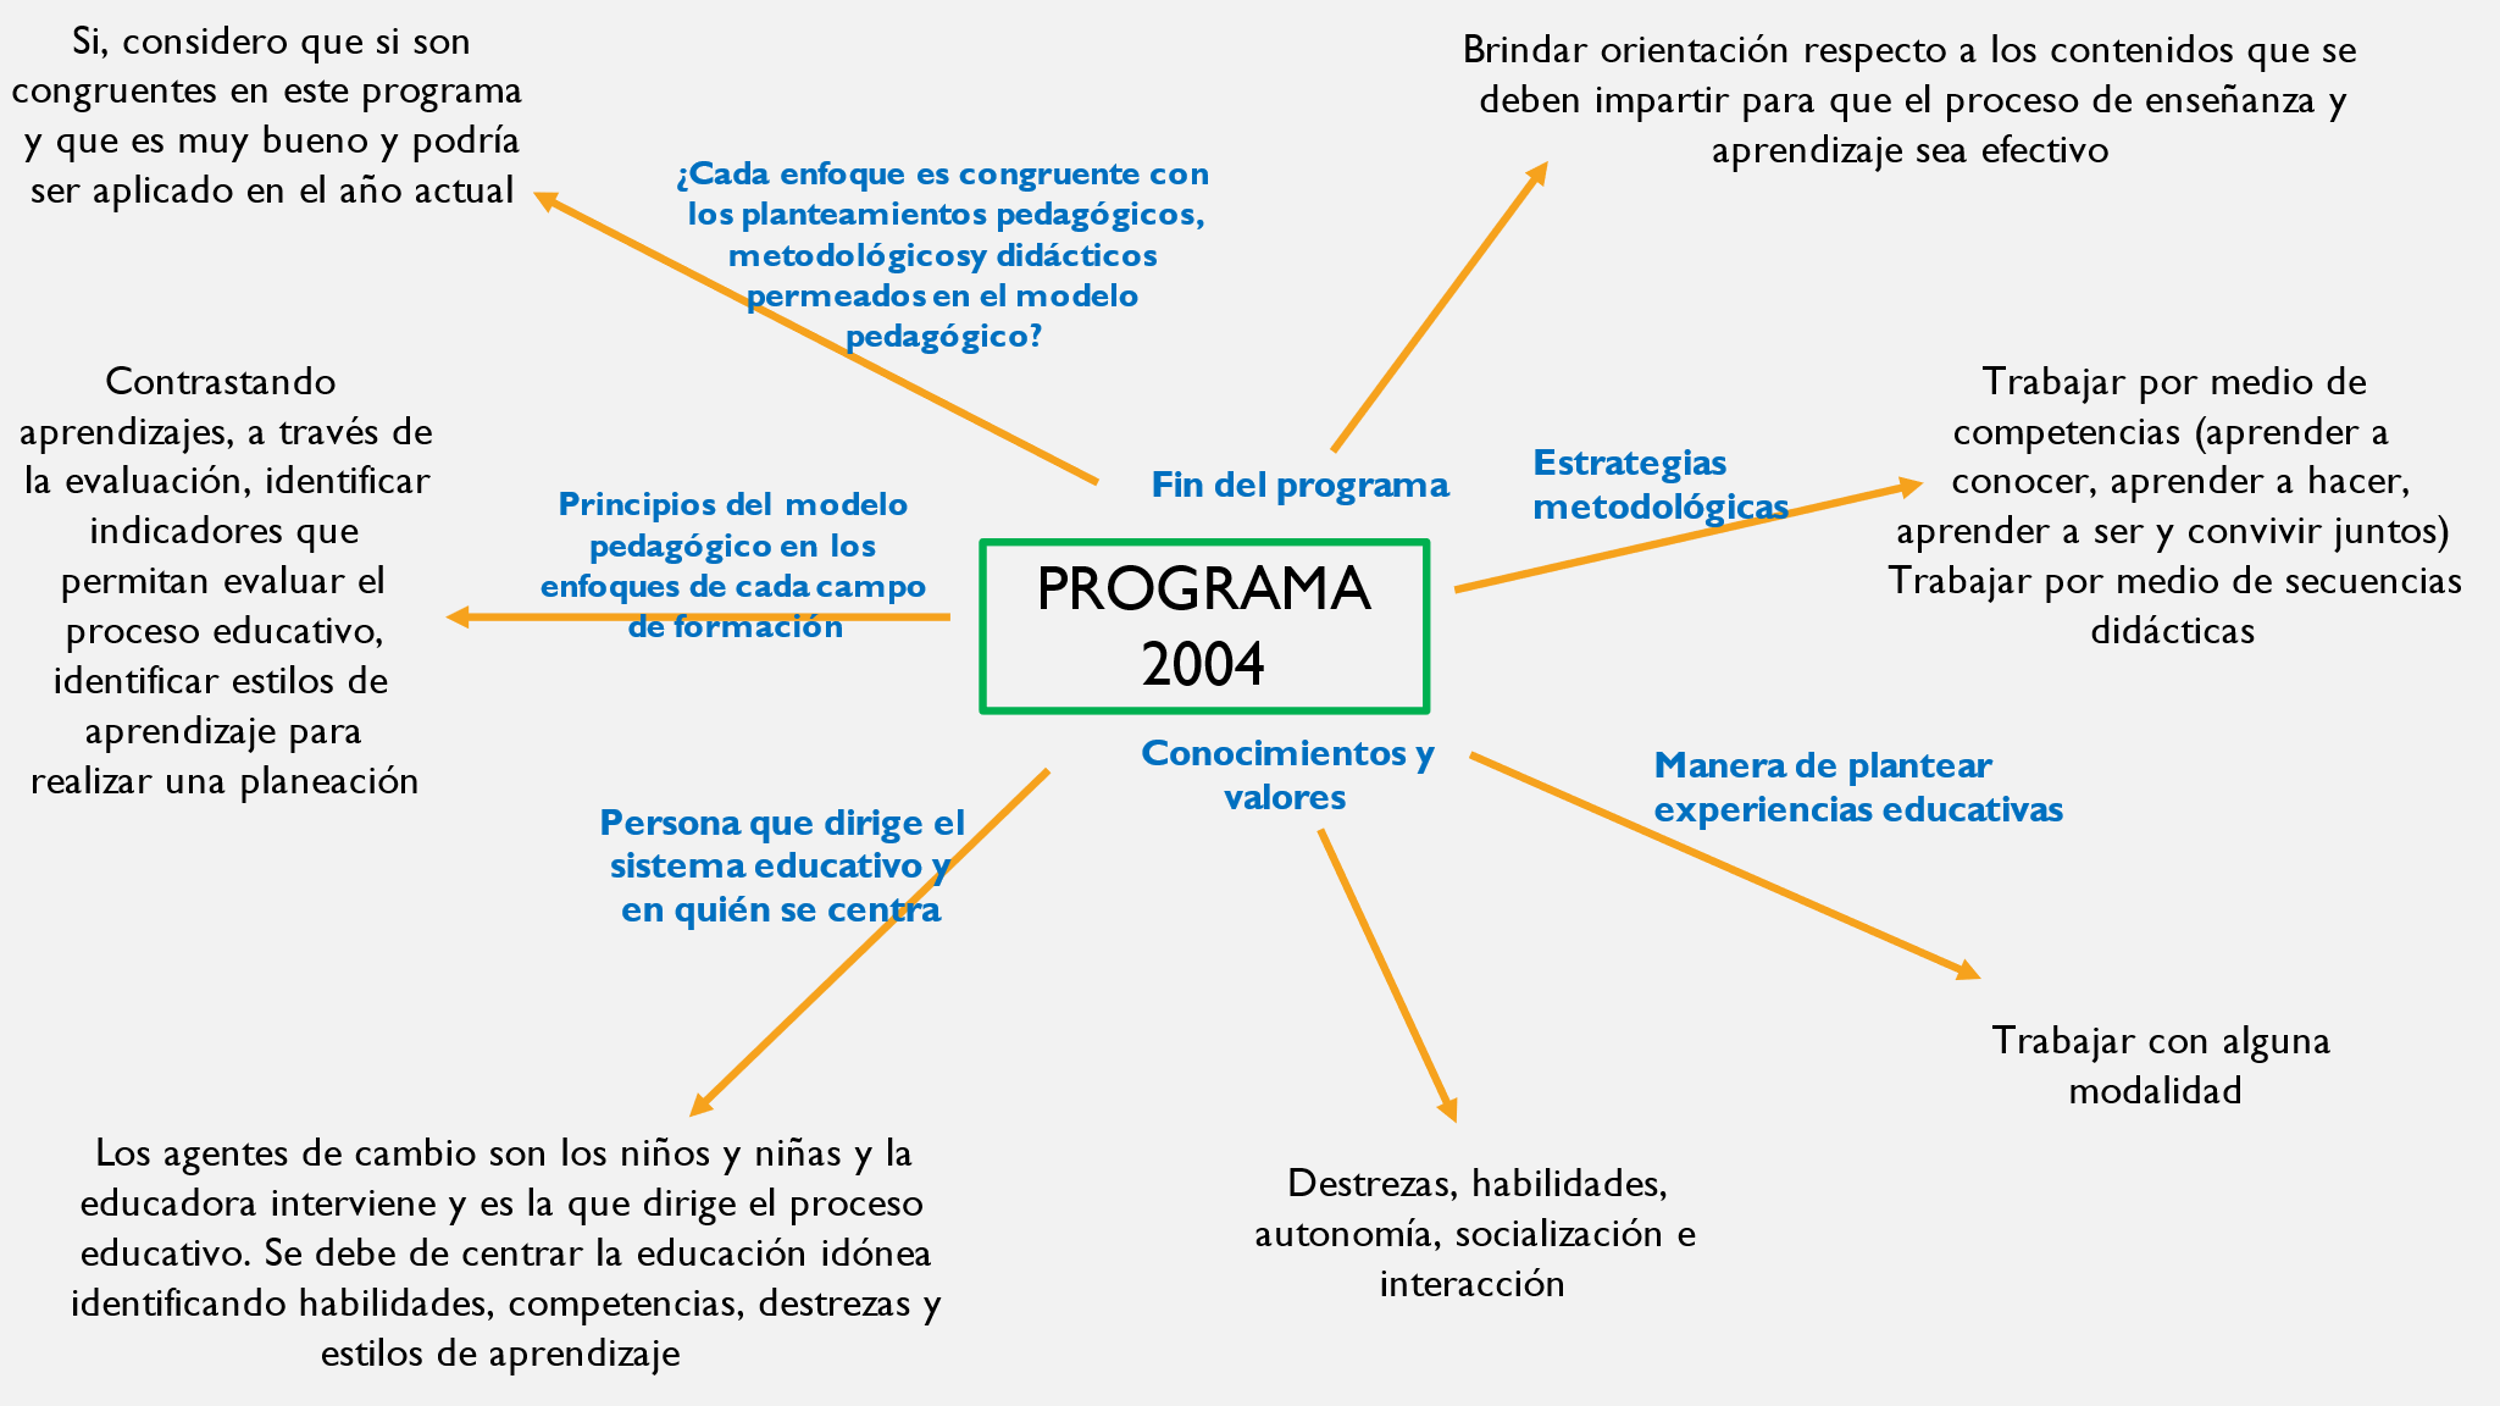 Si, considero que si son
congruentes en este programa
y que es muy bueno y podría
ser aplicado en el año actual
¿Cada enfoque es congruente con
los planteamientos pedagógicos,
metodológicosy didácticos
permeados en el modelo
pedagógico?
Brindar orientación respecto a los contenidos que se
deben impartir para que el proceso de enseñanza y
aprendizaje sea efectivo
Contrastando
aprendizajes, a través de
la evaluación, identificar
indicadores que
permitan evaluar el
proceso educativo,
identificar estilos de
aprendizaje para
realizar una planeación
Principios del modelo
pedagógico en los
enfoques de cada campo
de formación
Fin del programa
Estrategias
metodológicas
Trabajar por medio de
competencias (aprender a
conocer, aprender a hacer,
aprender a ser y convivir juntos)
Trabajar por medio de secuencias
didácticas
PROGRAMA
2004
Conocimientos y
valores
Manera de plantear
experiencias educativas
Persona que dirige el
sistema educativo y
en quién se centra
Trabajar con alguna
modalidad
Los agentes de cambio son los niños y niñas y la
educadora interviene y es la que dirige el proceso
educativo. Se debe de centrar la educación idónea
identificando habilidades, competencias, destrezas y
estilos de aprendizaje
Destrezas, habilidades,
autonomía, socialización e
interacción